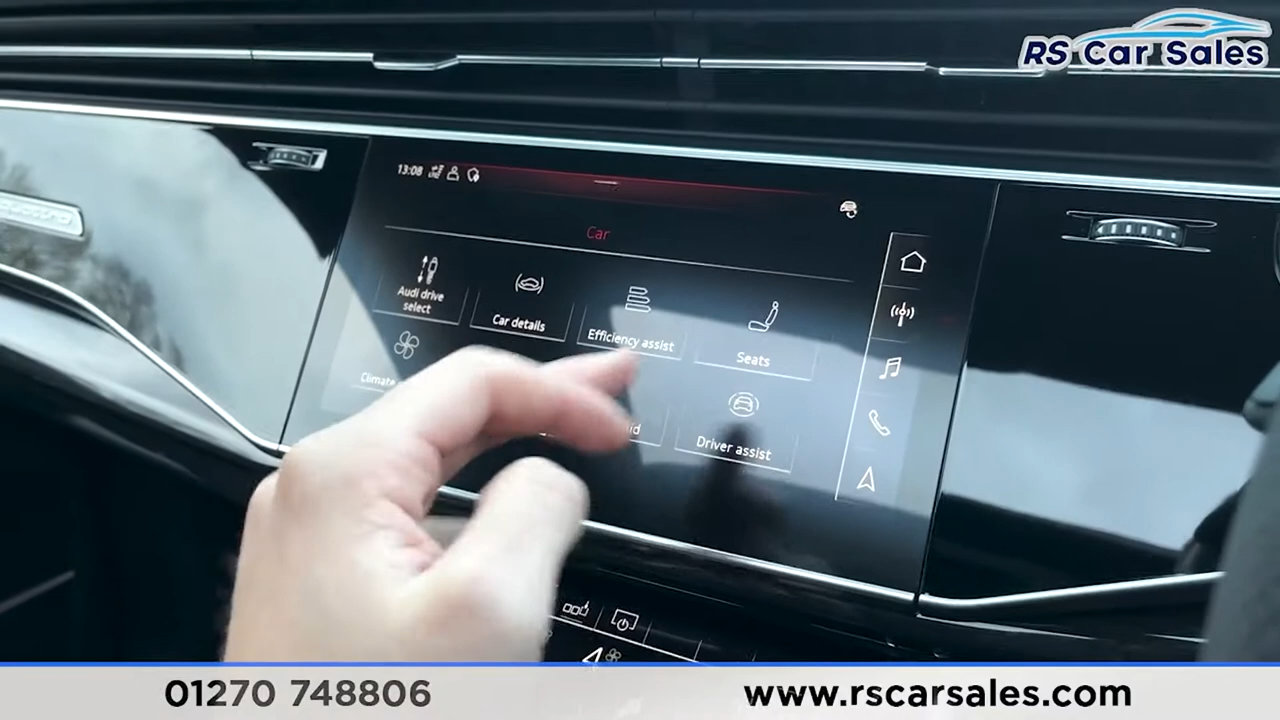 RS Car Sales
13:08
LTE
Car
Audi drive
select
Car details
Efficiency assist
Seats
Climate
Driver assist
01270 748806
www.rscarsales.com